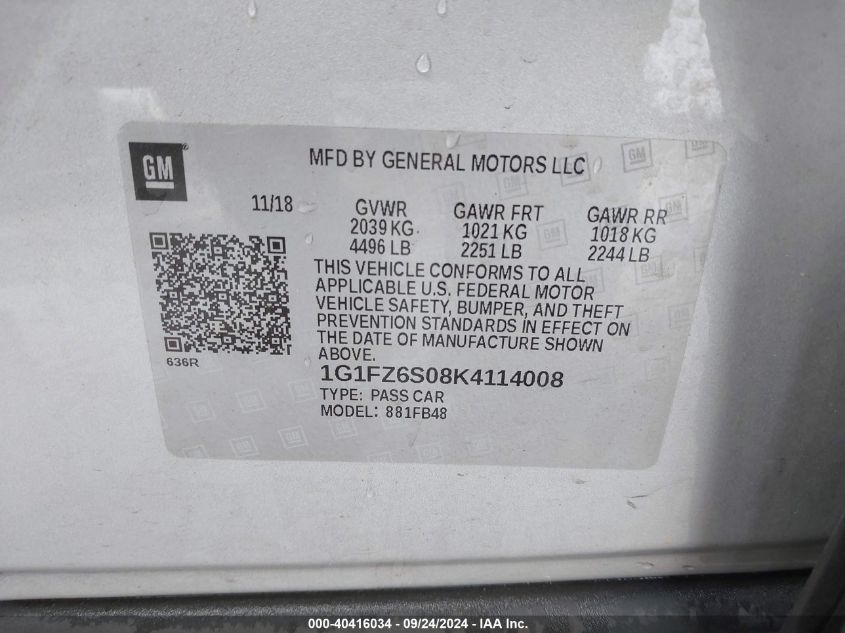 GM
MFD BY GENERAL MOTORS LLC
11/18
GVWR GAWR FRT GAWR RR
2039 KG 1021 KG 1018 KG
4496 LB 2251 LB 2244 LB
THIS VEHICLE CONFORMS TO ALL
APPLICABLE U.S. FEDERAL MOTOR
VEHICLE SAFETY, BUMPER, AND THEFT
PREVENTION STANDARDS IN EFFECT ON
THE DATE OF MANUFACTURE SHOWN
ABOVE.
636R
1G1FZ6S08K4114008
TYPE: PASS CAR
MODEL: 881FB48
000-40416034 - 09/24/2024 - IAAI.COM